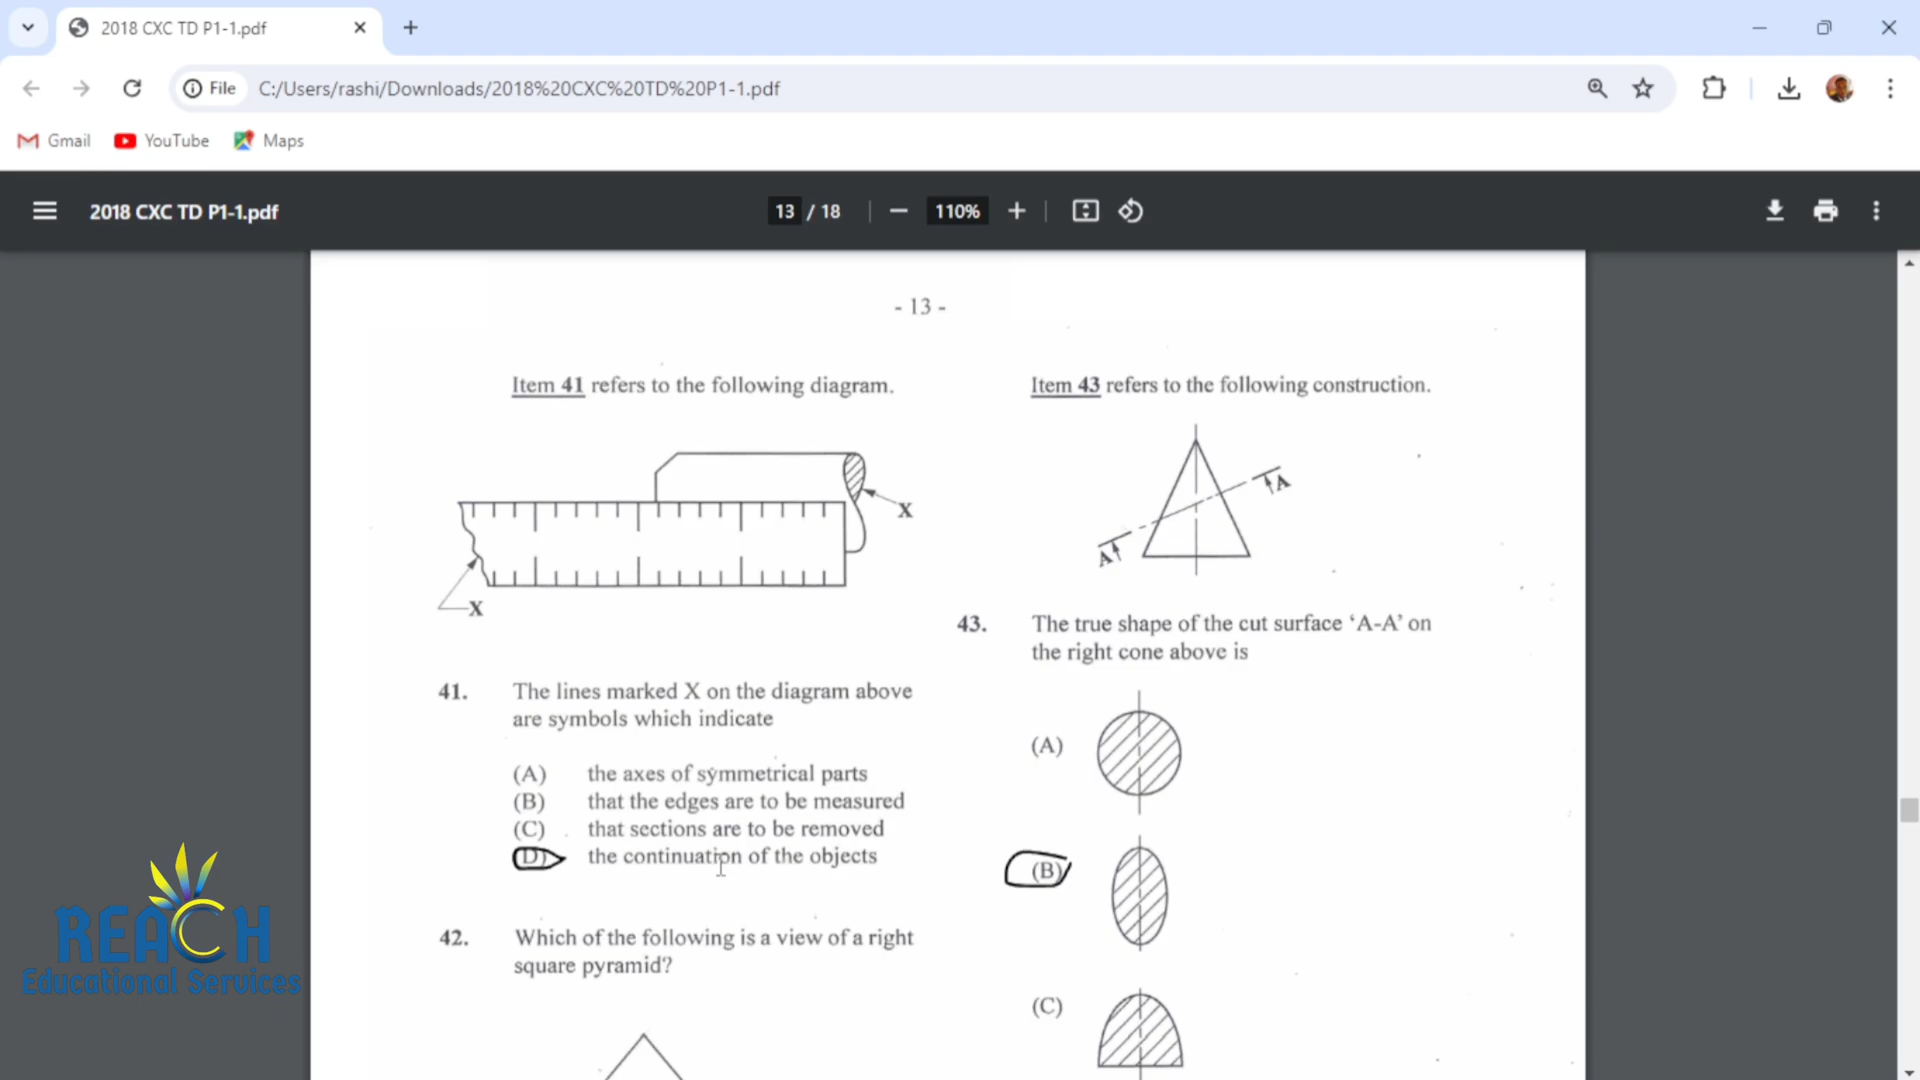 2018 CXC TD P1-1.pdf
File
C:/Users/rashi/Downloads/2018%20CXC%20TD%20P1-1.pdf
Gmail
YouTube
Maps
2018 CXC TD P1-1.pdf
13 / 18
110%
- 13 -
Item 41 refers to the following diagram.
X
X
41. The lines marked X on the diagram above
are symbols which indicate
(A) the axes of symmetrical parts
(B) that the edges are to be measured
(C) that sections are to be removed
(D) the continuation of the objects
42. Which of the following is a view of a right
square pyramid?
Item 43 refers to the following construction.
A
A
43. The true shape of the cut surface ‘A-A’ on
the right cone above is
(A)
(B)
(C)
REACH
Educational Services